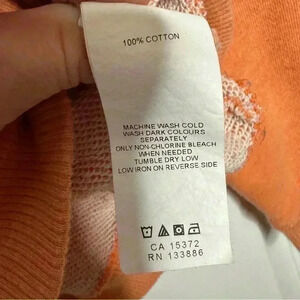 100% COTTON
MACHINE WASH COLD
WASH DARK COLOURS
SEPARATELY
ONLY NON-CHLORINE BLEACH
WHEN NEEDED
TUMBLE DRY LOW
LOW IRON ON REVERSE SIDE
CA 15372
RN 133886